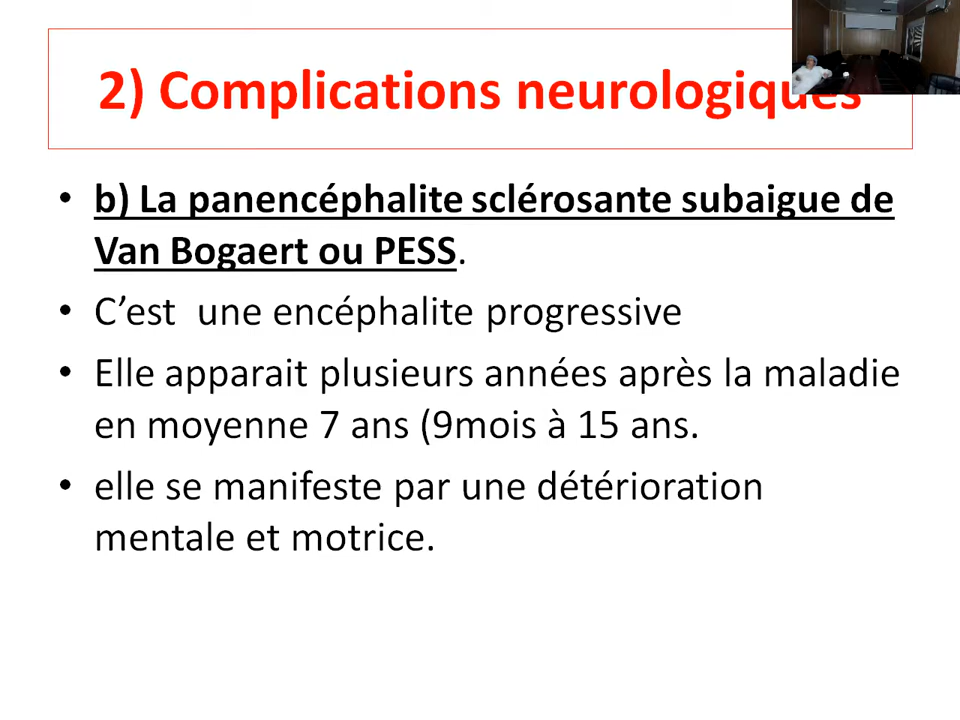 2) Complications neurologiques
• b) La panencéphalite sclérosante subaigue de
Van Bogaert ou PESS.
• C’est  une encéphalite progressive
• Elle apparait plusieurs années après la maladie
en moyenne 7 ans (9mois à 15 ans.
• elle se manifeste par une détérioration
mentale et motrice.